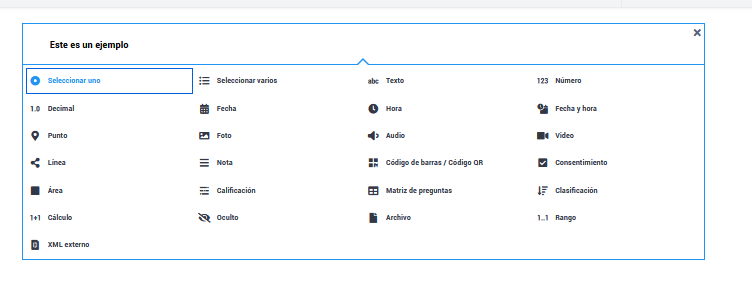 Este es un ejemplo
Seleccionar uno
Seleccionar varios
abc Texto
123 Número
1.0 Decimal
Fecha
Hora
Fecha y hora
Punto
Foto
Audio
Video
Línea
Nota
Código de barras / Código QR
Consentimiento
Área
Calificación
Matriz de preguntas
Clasificación
1+1 Cálculo
Oculto
Archivo
1..1 Rango
XML externo